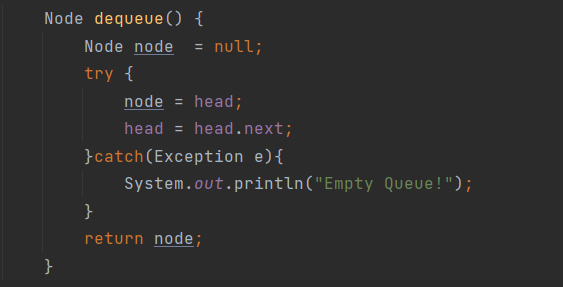 Node dequeue() {
    Node node  = null;
    try {
        node = head;
        head = head.next;
    }catch(Exception e){
        System.out.println("Empty Queue!");
    }
    return node;
}